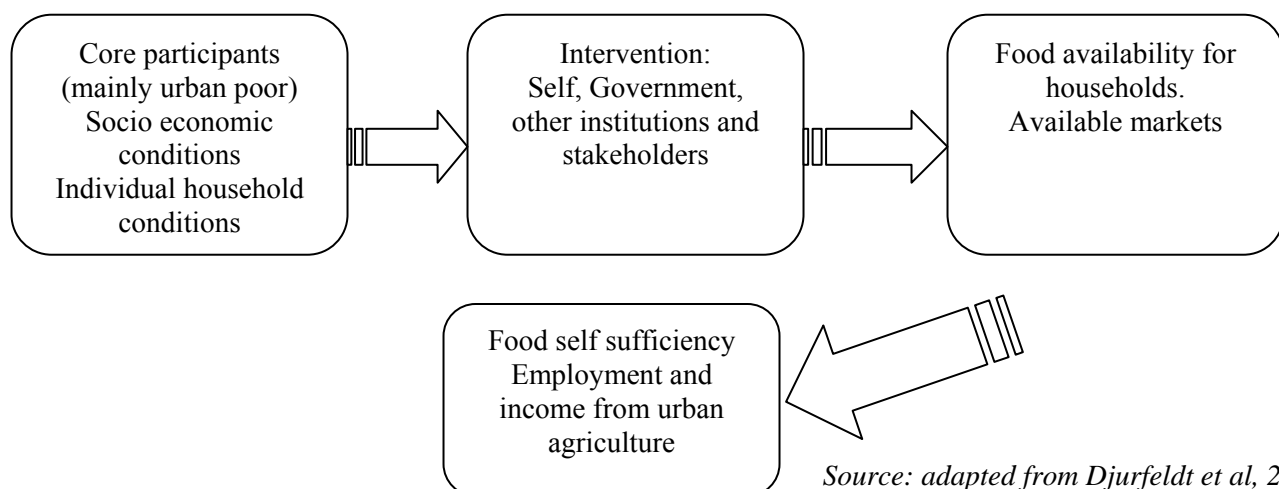 Core participants
(mainly urban poor)
Socio economic
conditions
Individual household
conditions
Intervention:
Self, Government,
other institutions and
stakeholders
Food availability for
households.
Available markets
Food self sufficiency
Employment and
income from urban
agriculture
Source: adapted from Djurfeldt et al, 2